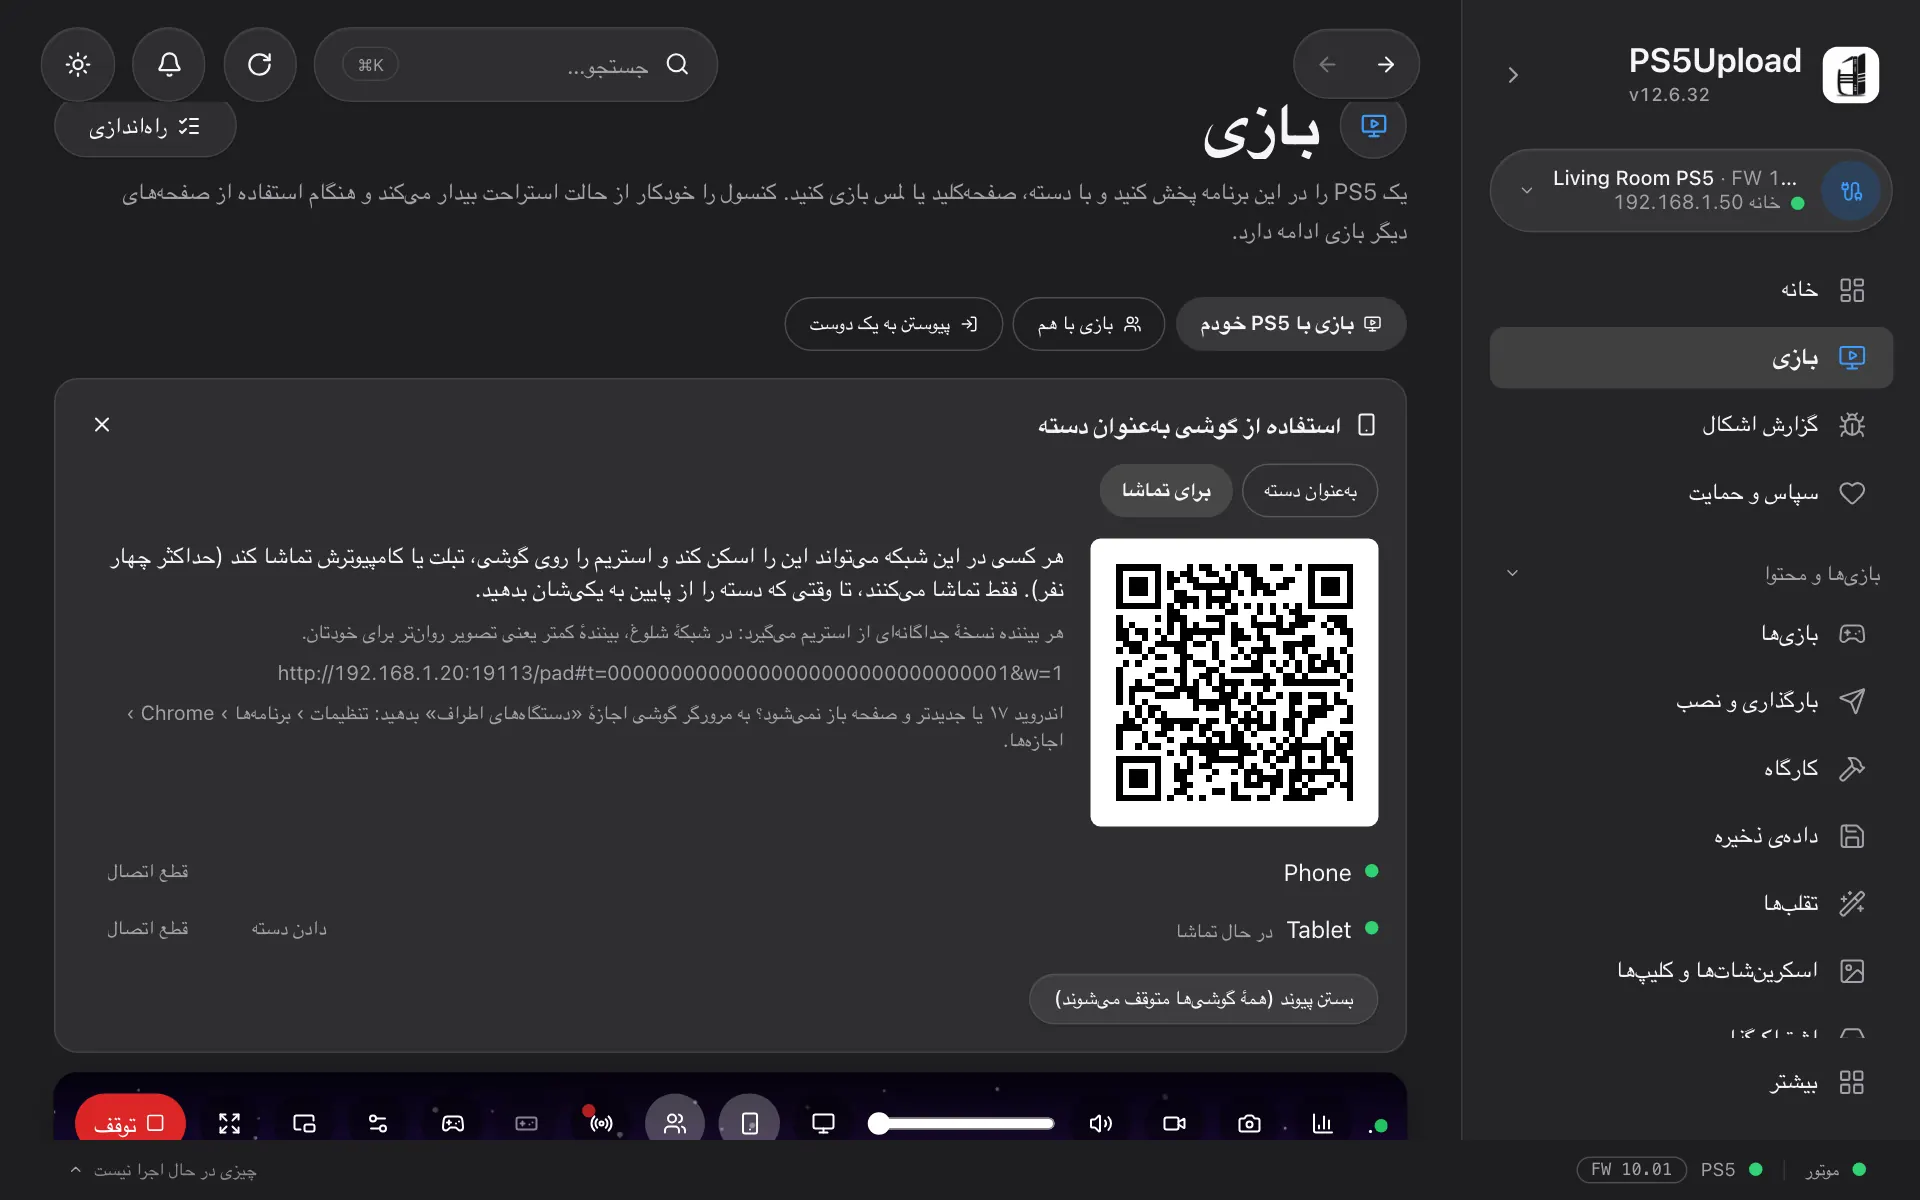 PS5Upload
v12.6.32
Living Room PS5 · FW 1...
خانه 192.168.1.50
خانه
بازی
گزارش اشکال
سپاس و حمایت
بازی‌ها و محتوا
بازی‌ها
بارگذاری و نصب
کارگاه
داده‌ی ذخیره
تقلب‌ها
اسکرین‌شات‌ها و کلیپ‌ها
بیشتر
جستجو...
⌘K
بازی
راه‌اندازی
یک PS5 را در این برنامه پخش کنید و با دسته، صفحه‌کلید یا لمس بازی کنید. کنسول را خودکار از حالت استراحت بیدار می‌کند و هنگام استفاده از صفحه‌های
دیگر بازی ادامه دارد.
بازی با PS5 خودم
بازی با هم
پیوستن به یک دوست
استفاده از گوشی به‌عنوان دسته
به‌عنوان دسته
برای تماشا
هر کسی در این شبکه می‌تواند این را اسکن کند و استریم را روی گوشی، تبلت یا کامپیوترش تماشا کند (حداکثر چهار
نفر). فقط تماشا می‌کنند، تا وقتی که دسته را از پایین به یکی‌شان بدهید.
هر بیننده نسخهٔ جداگانه‌ای از استریم می‌گیرد: در شبکهٔ شلوغ، بینندهٔ کمتر یعنی تصویر روان‌تر برای خودتان.
http://192.168.1.20:19113/pad#t=00000000000000000000000000000001&w=1
اندروید ۱۷ یا جدیدتر و صفحه باز نمی‌شود؟ به مرورگر گوشی اجازهٔ «دستگاه‌های اطراف» بدهید: تنظیمات › برنامه‌ها › Chrome ›
اجازه‌ها.
Phone
قطع اتصال
Tablet در حال تماشا
دادن دسته
قطع اتصال
بستن پیوند (همهٔ گوشی‌ها متوقف می‌شوند)
توقف
موتور
PS5
FW 10.01
چیزی در حال اجرا نیست